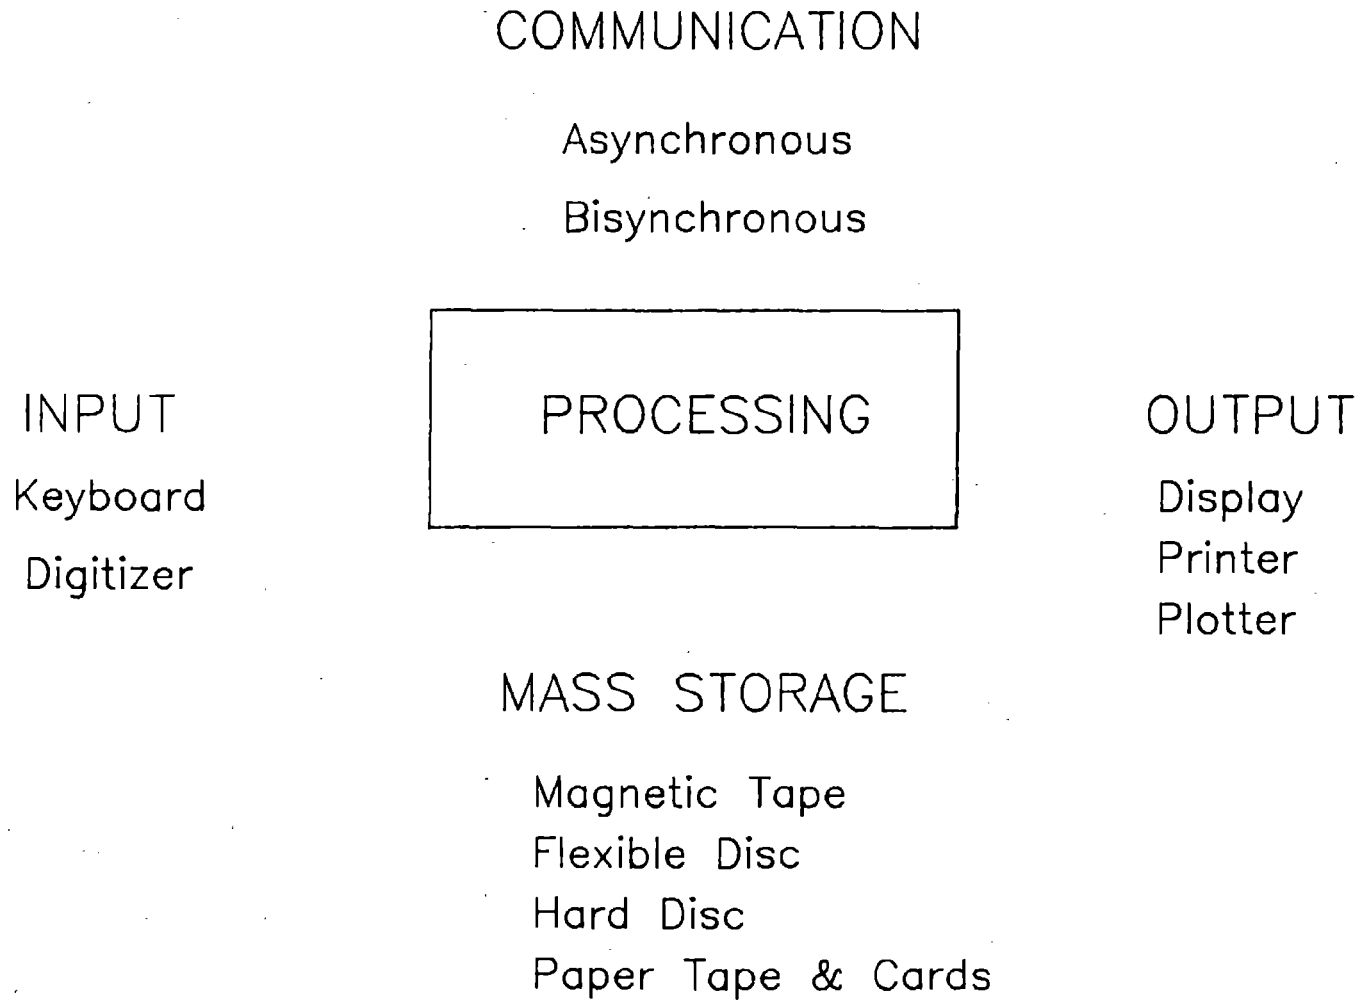 COMMUNICATION
Asynchronous
Bisynchronous
INPUT
Keyboard
Digitizer
PROCESSING
OUTPUT
Display
Printer
Plotter
MASS STORAGE
Magnetic Tape
Flexible Disc
Hard Disc
Paper Tape & Cards